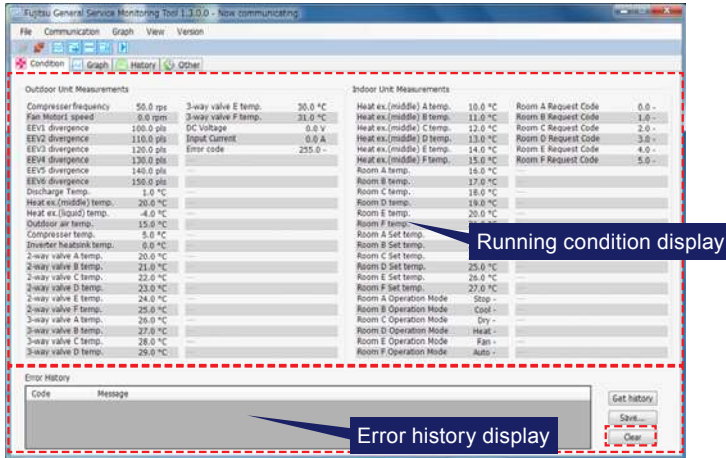 Fujitsu General Service Monitoring Tool 1.3.0.0 - Now communicating
File Communication Graph View Version
Condition Graph History Other
Outdoor Unit Measurements
Compresser frequency 50.0 rps 3-way valve E temp. 30.0 °C
Fan Motor1 speed 0.0 rpm 3-way valve F temp. 31.0 °C
EEV1 divergence 100.0 pls DC Voltage 0.0 V
EEV2 divergence 110.0 pls Input Current 0.0 A
EEV3 divergence 120.0 pls Error code 255.0 -
EEV4 divergence 130.0 pls
EEV5 divergence 140.0 pls
EEV6 divergence 150.0 pls
Discharge Temp. 1.0 °C
Heat ex.(middle) temp. 20.0 °C
Heat ex.(liquid) temp. -4.0 °C
Outdoor air temp. 15.0 °C
Compresser temp. 5.0 °C
Inverter heatsink temp. 0.0 °C
2-way valve A temp. 20.0 °C
2-way valve B temp. 21.0 °C
2-way valve C temp. 22.0 °C
2-way valve D temp. 23.0 °C
2-way valve E temp. 24.0 °C
2-way valve F temp. 25.0 °C
3-way valve A temp. 26.0 °C
3-way valve B temp. 27.0 °C
3-way valve C temp. 28.0 °C
3-way valve D temp. 29.0 °C
Indoor Unit Measurements
Heat ex.(middle) A temp. 10.0 °C Room A Request Code 0.0 -
Heat ex.(middle) B temp. 11.0 °C Room B Request Code 1.0 -
Heat ex.(middle) C temp. 12.0 °C Room C Request Code 2.0 -
Heat ex.(middle) D temp. 13.0 °C Room D Request Code 3.0 -
Heat ex.(middle) E temp. 14.0 °C Room E Request Code 4.0 -
Heat ex.(middle) F temp. 15.0 °C Room F Request Code 5.0 -
Room A temp. 16.0 °C
Room B temp. 17.0 °C
Room C temp. 18.0 °C
Room D temp. 19.0 °C
Room E temp. 20.0 °C
Room F temp.
Room A Set temp.
Room B Set temp.
Room C Set temp.
Room D Set temp. 25.0 °C
Room E Set temp. 26.0 °C
Room F Set temp. 27.0 °C
Room A Operation Mode Stop -
Room B Operation Mode Cool -
Room C Operation Mode Dry -
Room D Operation Mode Heat -
Room E Operation Mode Fan -
Room F Operation Mode Auto -
Running condition display
Error History
Code Message
Error history display
Get history
Save...
Clear